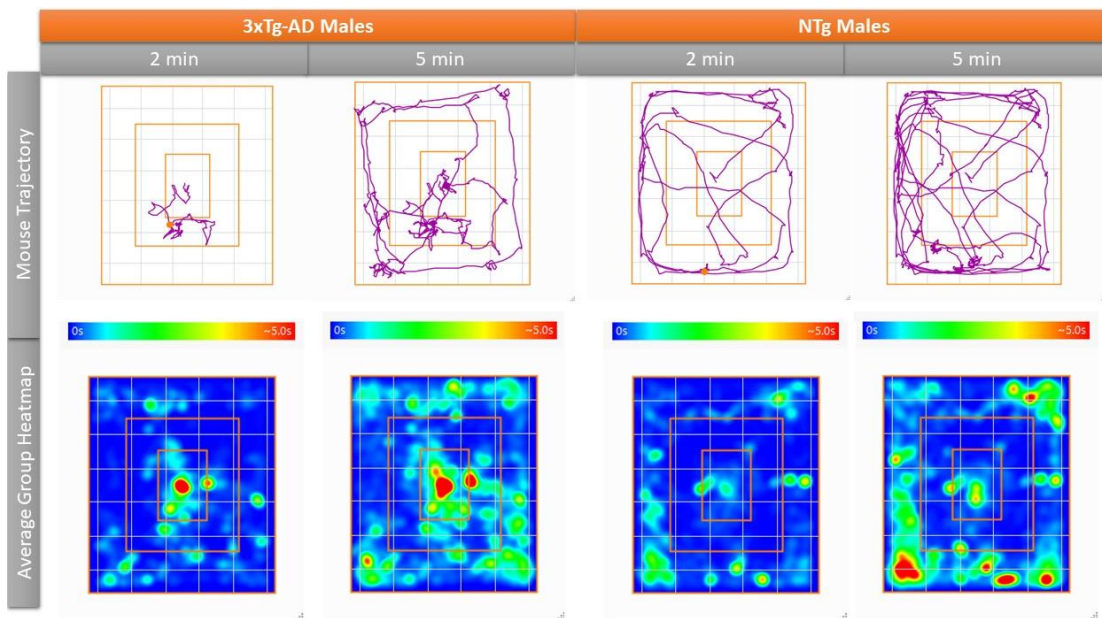 3xTg-AD Males
NTg Males
2 min
5 min
2 min
5 min
Mouse Trajectory
0s
~5.0s
0s
~5.0s
0s
~5.0s
0s
~5.0s
Average Group Heatmap